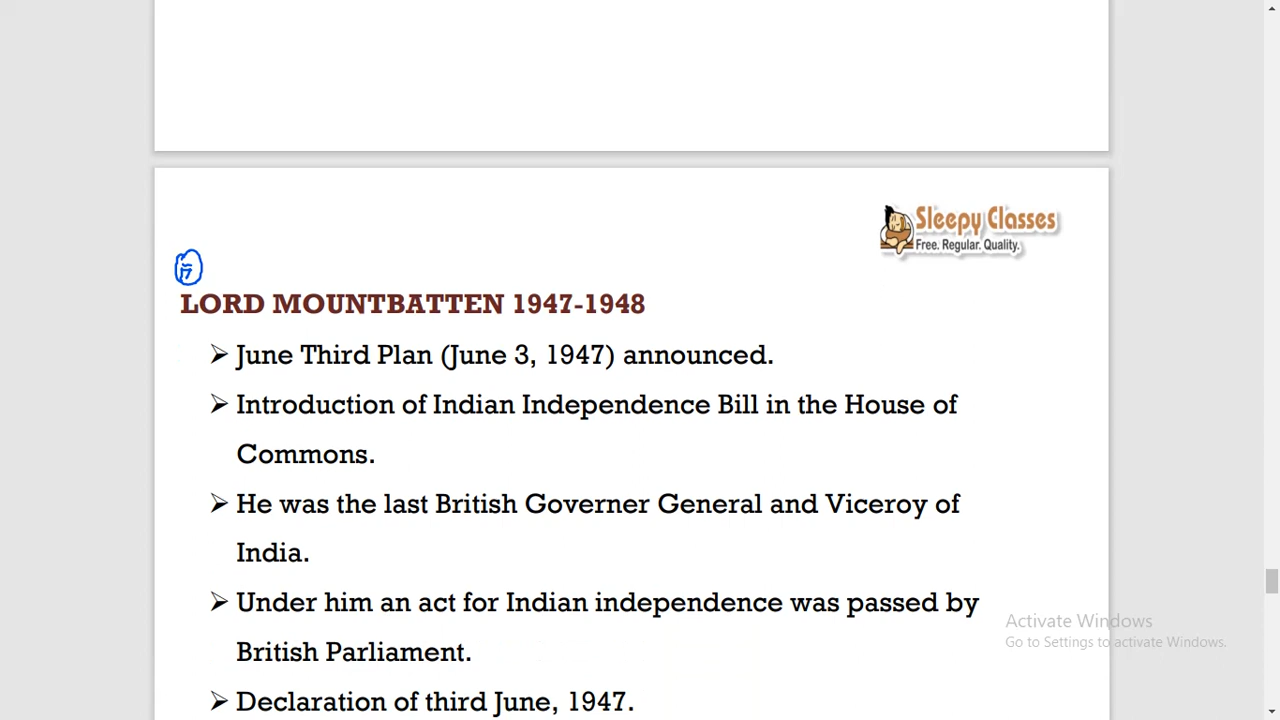 Sleepy Classes
Free. Regular. Quality.
17
LORD MOUNTBATTEN 1947-1948
➢ June Third Plan (June 3, 1947) announced.
➢ Introduction of Indian Independence Bill in the House of
Commons.
➢ He was the last British Governer General and Viceroy of
India.
➢ Under him an act for Indian independence was passed by
British Parliament.
➢ Declaration of third June, 1947.
Activate Windows
Go to Settings to activate Windows.